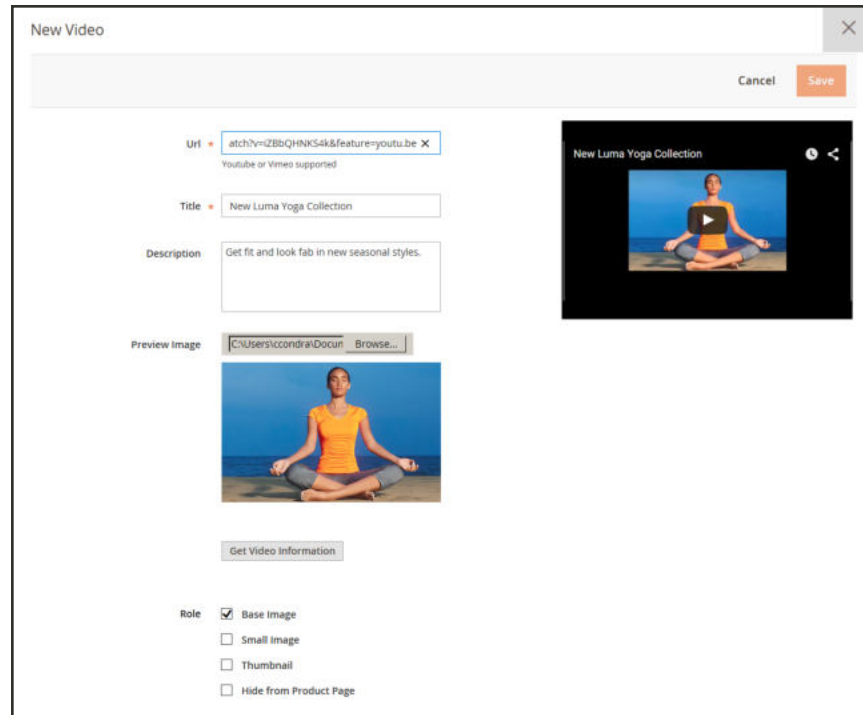 New Video
Cancel
Save
Url *
atch?v=iZBbQHNKS4k&feature=youtu.be
Youtube or Vimeo supported
Title *
New Luma Yoga Collection
Description
Get fit and look fab in new seasonal styles.
Preview Image
C:\Users\ccondra\Docun
Browse...
Get Video Information
Role
Base Image
Small Image
Thumbnail
Hide from Product Page
New Luma Yoga Collection